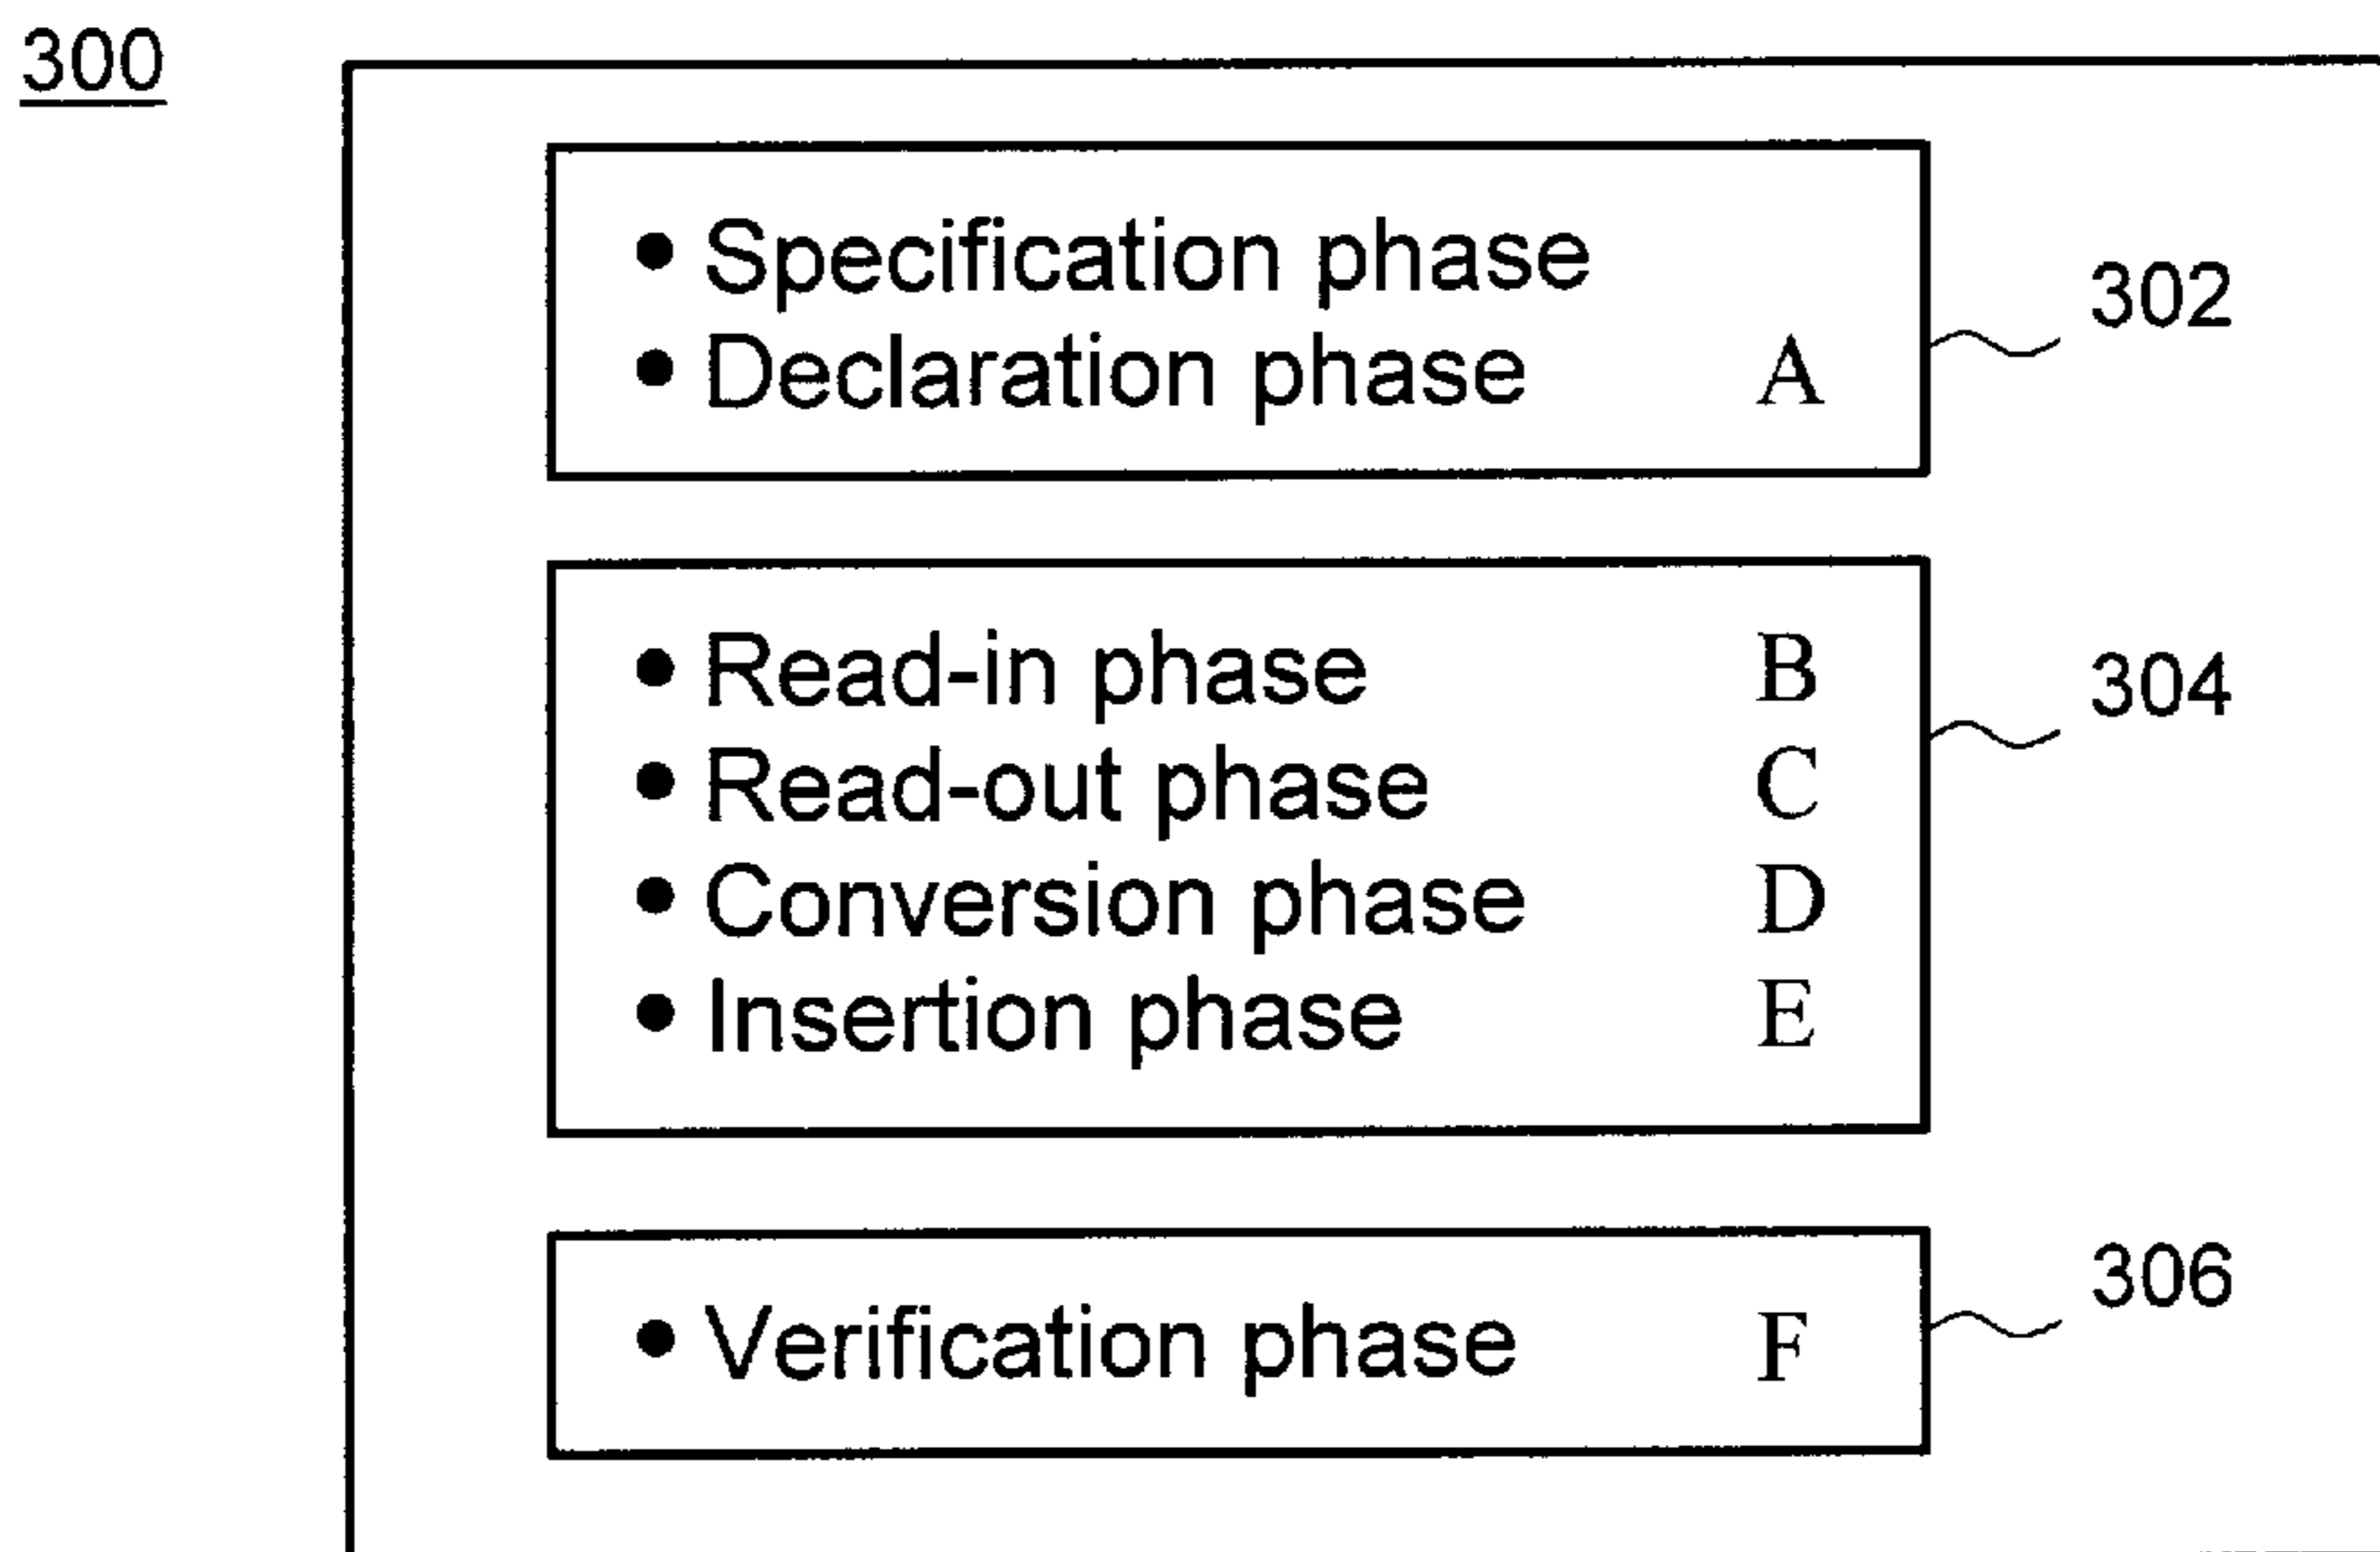 300
• Specification phase
• Declaration phase A
302
• Read-in phase B
• Read-out phase C
• Conversion phase D
• Insertion phase E
304
• Verification phase F
306